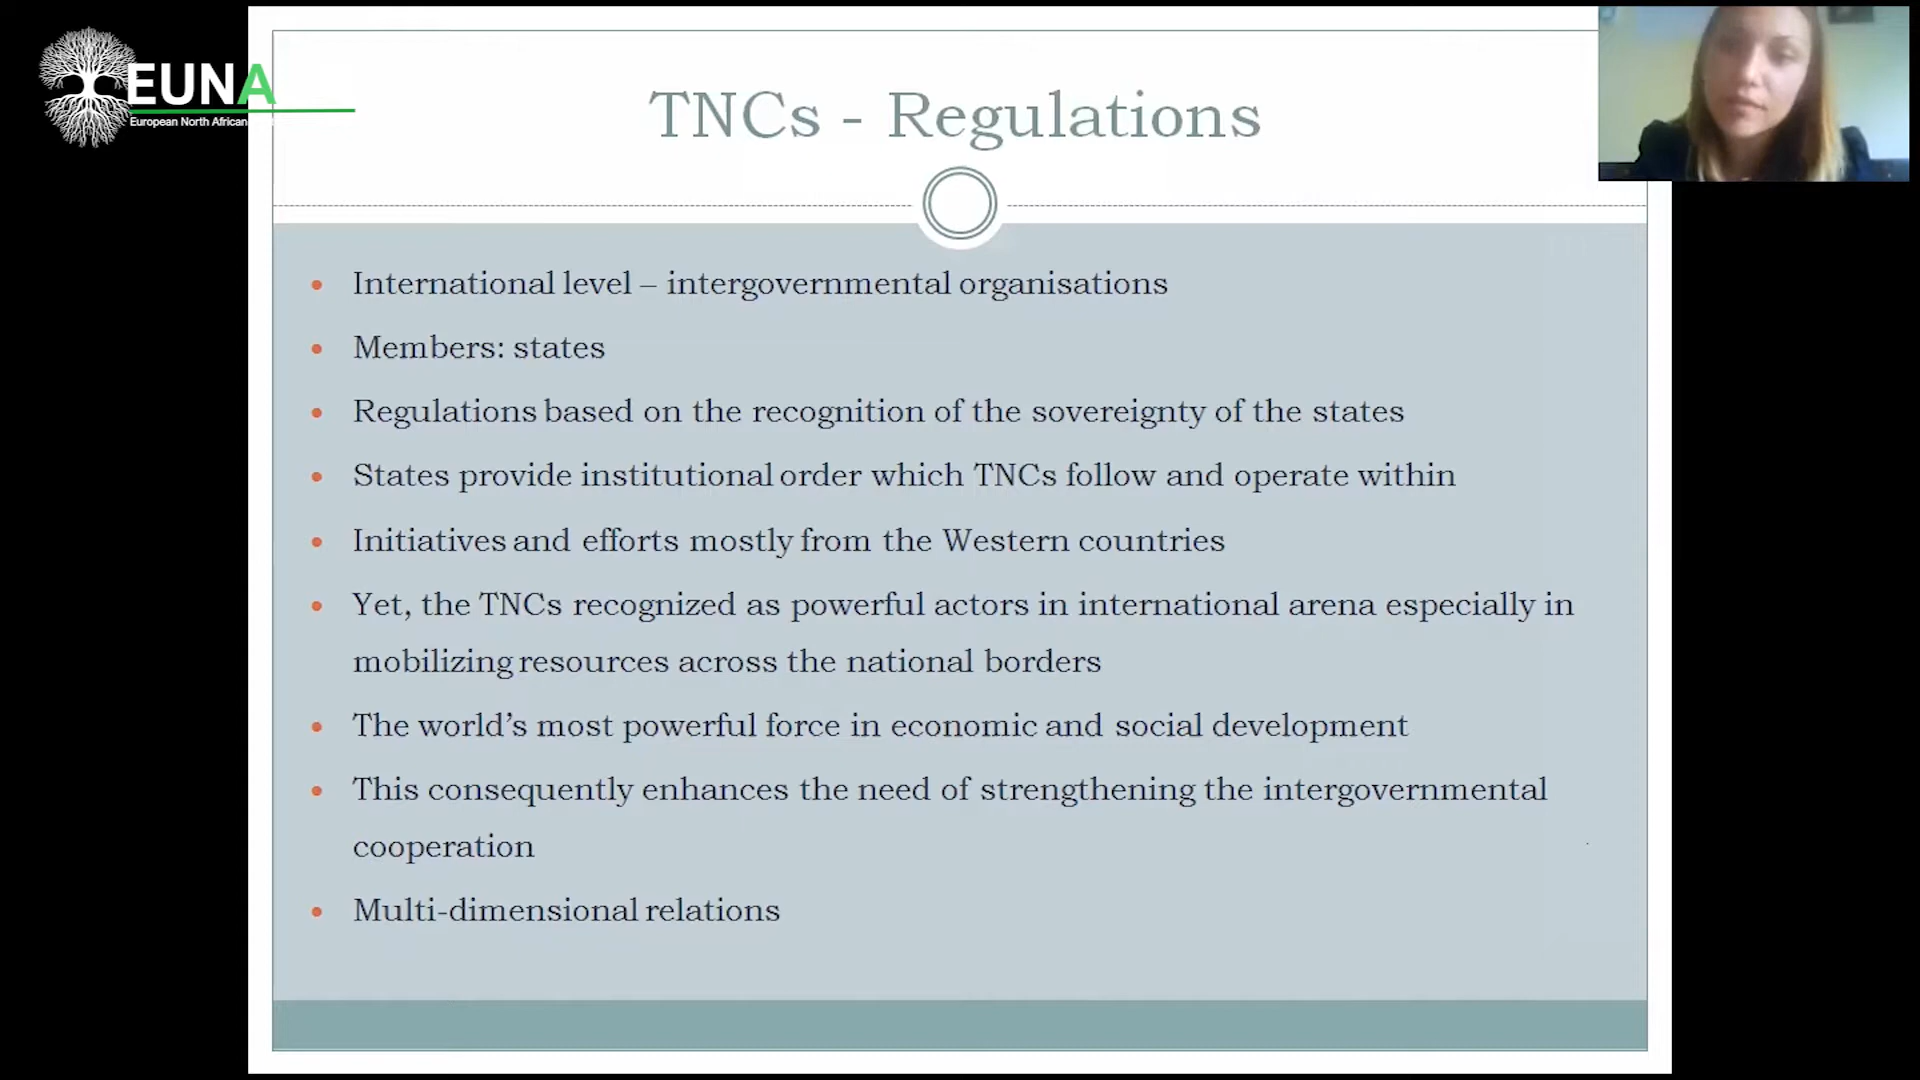 EUNA
European North African
TNCs - Regulations
• International level – intergovernmental organisations
• Members: states
• Regulations based on the recognition of the sovereignty of the states
• States provide institutional order which TNCs follow and operate within
• Initiatives and efforts mostly from the Western countries
• Yet, the TNCs recognized as powerful actors in international arena especially in
mobilizing resources across the national borders
• The world’s most powerful force in economic and social development
• This consequently enhances the need of strengthening the intergovernmental
cooperation
• Multi-dimensional relations